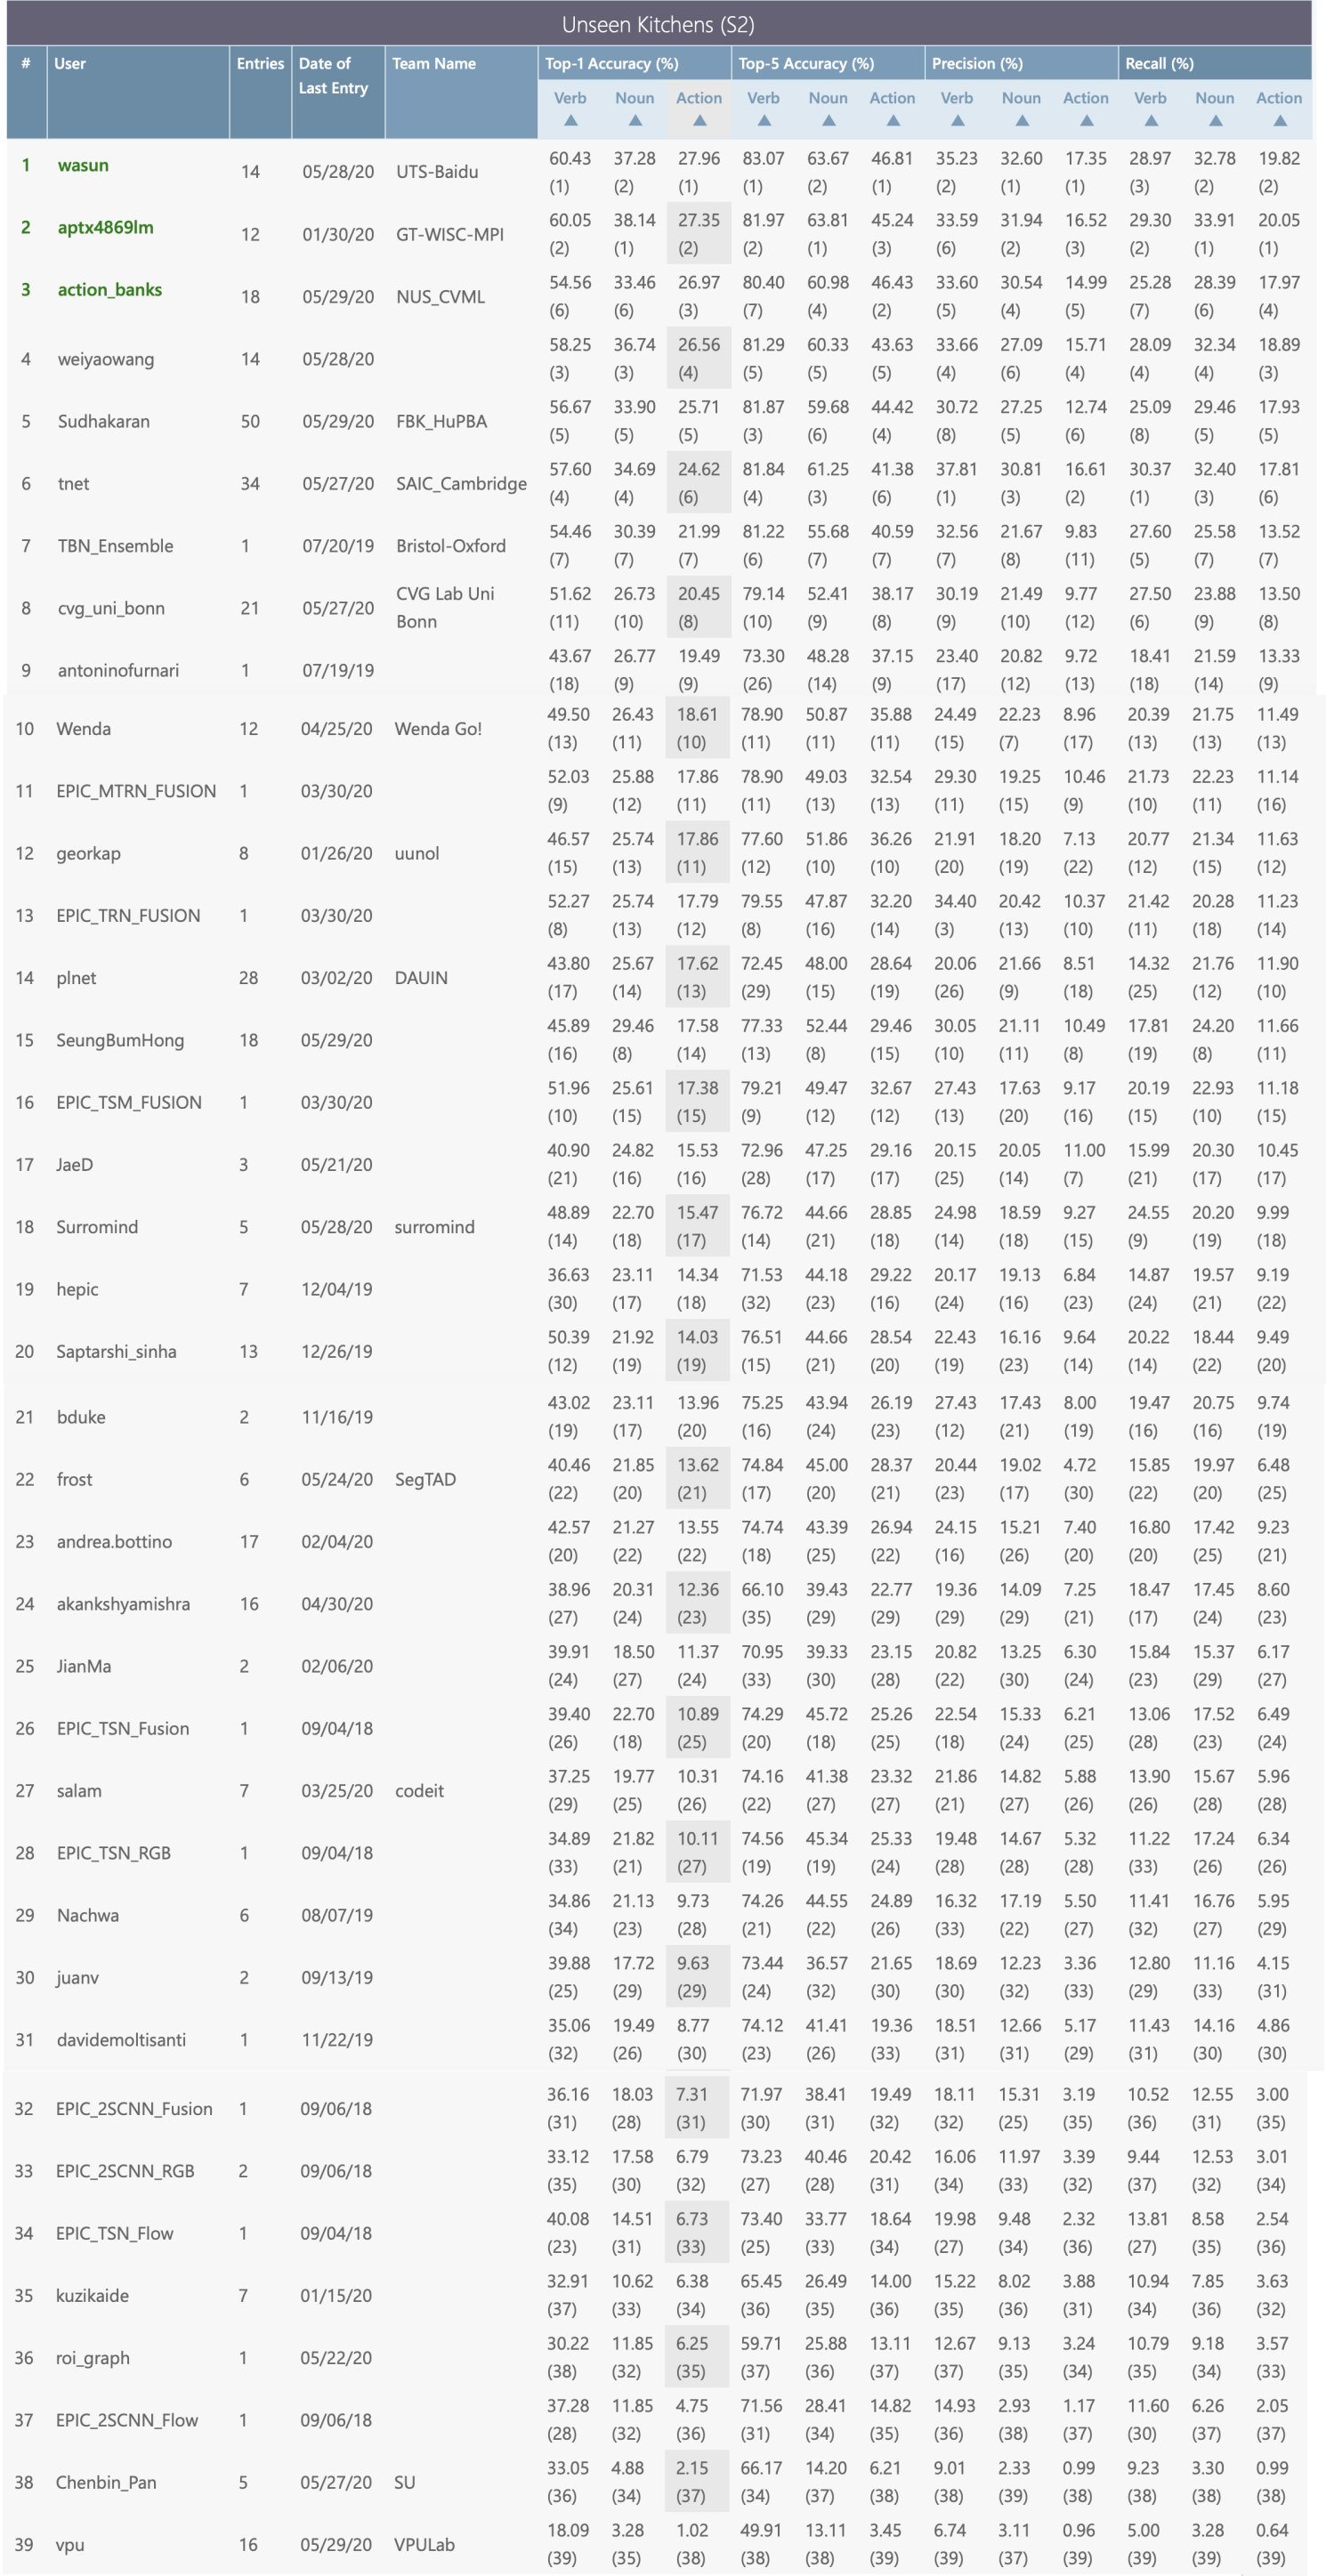 Unseen Kitchens (S2)
# User Entries Date of Last Entry Team Name Top-1 Accuracy (%) Top-5 Accuracy (%) Precision (%) Recall (%)
Verb Noun Action Verb Noun Action Verb Noun Action Verb Noun Action
▲ ▲ ▲ ▲ ▲ ▲ ▲ ▲ ▲ ▲ ▲ ▲
1 wasun 14 05/28/20 UTS-Baidu 60.43 37.28 27.96 83.07 63.67 46.81 35.23 32.60 17.35 28.97 32.78 19.82
(1) (2) (1) (1) (2) (1) (2) (1) (1) (3) (2) (2)
2 aptx4869lm 12 01/30/20 GT-WISC-MPI 60.05 38.14 27.35 81.97 63.81 45.24 33.59 31.94 16.52 29.30 33.91 20.05
(2) (1) (2) (2) (1) (3) (6) (2) (3) (2) (1) (1)
3 action_banks 18 05/29/20 NUS_CVML 54.56 33.46 26.97 80.40 60.98 46.43 33.60 30.54 14.99 25.28 28.39 17.97
(6) (6) (3) (7) (4) (2) (5) (4) (5) (7) (6) (4)
4 weiyaowang 14 05/28/20 58.25 36.74 26.56 81.29 60.33 43.63 33.66 27.09 15.71 28.09 32.34 18.89
(3) (3) (4) (5) (5) (5) (4) (6) (4) (4) (4) (3)
5 Sudhakaran 50 05/29/20 FBK_HuPBA 56.67 33.90 25.71 81.87 59.68 44.42 30.72 27.25 12.74 25.09 29.46 17.93
(5) (5) (5) (3) (6) (4) (8) (5) (6) (8) (5) (5)
6 tnet 34 05/27/20 SAIC_Cambridge 57.60 34.69 24.62 81.84 61.25 41.38 37.81 30.81 16.61 30.37 32.40 17.81
(4) (4) (6) (4) (3) (6) (1) (3) (2) (1) (3) (6)
7 TBN_Ensemble 1 07/20/19 Bristol-Oxford 54.46 30.39 21.99 81.22 55.68 40.59 32.56 21.67 9.83 27.60 25.58 13.52
(7) (7) (7) (6) (7) (7) (7) (8) (11) (5) (7) (7)
8 cvg_uni_bonn 21 05/27/20 CVG Lab Uni Bonn 51.62 26.73 20.45 79.14 52.41 38.17 30.19 21.49 9.77 27.50 23.88 13.50
(11) (10) (8) (10) (9) (8) (9) (10) (12) (6) (9) (8)
9 antoninofurnari 1 07/19/19 43.67 26.77 19.49 73.30 48.28 37.15 23.40 20.82 9.72 18.41 21.59 13.33
(18) (9) (9) (26) (14) (9) (17) (12) (13) (18) (14) (9)
10 Wenda 12 04/25/20 Wenda Go! 49.50 26.43 18.61 78.90 50.87 35.88 24.49 22.23 8.96 20.39 21.75 11.49
(13) (11) (10) (11) (11) (11) (15) (7) (17) (13) (13) (13)
11 EPIC_MTRN_FUSION 1 03/30/20 52.03 25.88 17.86 78.90 49.03 32.54 29.30 19.25 10.46 21.73 22.23 11.14
(9) (12) (11) (11) (13) (13) (11) (15) (9) (10) (11) (16)
12 georkap 8 01/26/20 uunol 46.57 25.74 17.86 77.60 51.86 36.26 21.91 18.20 7.13 20.77 21.34 11.63
(15) (13) (11) (12) (10) (10) (20) (19) (22) (12) (15) (12)
13 EPIC_TRN_FUSION 1 03/30/20 52.27 25.74 17.79 79.55 47.87 32.20 34.40 20.42 10.37 21.42 20.28 11.23
(8) (13) (12) (8) (16) (14) (3) (13) (10) (11) (18) (14)
14 plnet 28 03/02/20 DAUIN 43.80 25.67 17.62 72.45 48.00 28.64 20.06 21.66 8.51 14.32 21.76 11.90
(17) (14) (13) (29) (15) (19) (26) (9) (18) (25) (12) (10)
15 SeungBumHong 18 05/29/20 45.89 29.46 17.58 77.33 52.44 29.46 30.05 21.11 10.49 17.81 24.20 11.66
(16) (8) (14) (13) (8) (15) (10) (11) (8) (19) (8) (11)
16 EPIC_TSM_FUSION 1 03/30/20 51.96 25.61 17.38 79.21 49.47 32.67 27.43 17.63 9.17 20.19 22.93 11.18
(10) (15) (15) (9) (12) (12) (13) (20) (16) (15) (10) (15)
17 JaeD 3 05/21/20 40.90 24.82 15.53 72.96 47.25 29.16 20.15 20.05 11.00 15.99 20.30 10.45
(21) (16) (16) (28) (17) (17) (25) (14) (7) (21) (17) (17)
18 Surromind 5 05/28/20 surromind 48.89 22.70 15.47 76.72 44.66 28.85 24.98 18.59 9.27 24.55 20.20 9.99
(14) (18) (17) (14) (21) (18) (14) (18) (15) (9) (19) (18)
19 hepic 7 12/04/19 36.63 23.11 14.34 71.53 44.18 29.22 20.17 19.13 6.84 14.87 19.57 9.19
(30) (17) (18) (32) (23) (16) (24) (16) (23) (24) (21) (22)
20 Saptarshi_sinha 13 12/26/19 50.39 21.92 14.03 76.51 44.66 28.54 22.43 16.16 9.64 20.22 18.44 9.49
(12) (19) (19) (15) (21) (20) (19) (23) (14) (14) (22) (20)
21 bduke 2 11/16/19 43.02 23.11 13.96 75.25 43.94 26.19 27.43 17.43 8.00 19.47 20.75 9.74
(19) (17) (20) (16) (24) (23) (12) (21) (19) (16) (16) (19)
22 frost 6 05/24/20 SegTAD 40.46 21.85 13.62 74.84 45.00 28.37 20.44 19.02 4.72 15.85 19.97 6.48
(22) (20) (21) (17) (20) (21) (23) (17) (30) (22) (20) (25)
23 andrea.bottino 17 02/04/20 42.57 21.27 13.55 74.74 43.39 26.94 24.15 15.21 7.40 16.80 17.42 9.23
(20) (22) (22) (18) (25) (22) (16) (26) (20) (20) (25) (21)
24 akankshyamishra 16 04/30/20 38.96 20.31 12.36 66.10 39.43 22.77 19.36 14.09 7.25 18.47 17.45 8.60
(27) (24) (23) (35) (29) (29) (29) (29) (21) (17) (24) (23)
25 JianMa 2 02/06/20 39.91 18.50 11.37 70.95 39.33 23.15 20.82 13.25 6.30 15.84 15.37 6.17
(24) (27) (24) (33) (30) (28) (22) (30) (24) (23) (29) (27)
26 EPIC_TSN_Fusion 1 09/04/18 39.40 22.70 10.89 74.29 45.72 25.26 22.54 15.33 6.21 13.06 17.52 6.49
(26) (18) (25) (20) (18) (25) (18) (24) (25) (28) (23) (24)
27 salam 7 03/25/20 codeit 37.25 19.77 10.31 74.16 41.38 23.32 21.86 14.82 5.88 13.90 15.67 5.96
(29) (25) (26) (22) (27) (27) (21) (27) (26) (26) (28) (28)
28 EPIC_TSN_RGB 1 09/04/18 34.89 21.82 10.11 74.56 45.34 25.33 19.48 14.67 5.32 11.22 17.24 6.34
(33) (21) (27) (19) (19) (24) (28) (28) (28) (33) (26) (26)
29 Nachwa 6 08/07/19 34.86 21.13 9.73 74.26 44.55 24.89 16.32 17.19 5.50 11.41 16.76 5.95
(34) (23) (28) (21) (22) (26) (33) (22) (27) (32) (27) (29)
30 juanv 2 09/13/19 39.88 17.72 9.63 73.44 36.57 21.65 18.69 12.23 3.36 12.80 11.16 4.15
(25) (29) (29) (24) (32) (30) (30) (32) (33) (29) (33) (31)
31 davidemoltisanti 1 11/22/19 35.06 19.49 8.77 74.12 41.41 19.36 18.51 12.66 5.17 11.43 14.16 4.86
(32) (26) (30) (23) (26) (33) (31) (31) (29) (31) (30) (30)
32 EPIC_2SCNN_Fusion 1 09/06/18 36.16 18.03 7.31 71.97 38.41 19.49 18.11 15.31 3.19 10.52 12.55 3.00
(31) (28) (31) (30) (31) (32) (32) (25) (35) (36) (31) (35)
33 EPIC_2SCNN_RGB 2 09/06/18 33.12 17.58 6.79 73.23 40.46 20.42 16.06 11.97 3.39 9.44 12.53 3.01
(35) (30) (32) (27) (28) (31) (34) (33) (32) (37) (32) (34)
34 EPIC_TSN_Flow 1 09/04/18 40.08 14.51 6.73 73.40 33.77 18.64 19.98 9.48 2.32 13.81 8.58 2.54
(23) (31) (33) (25) (33) (34) (27) (34) (36) (27) (35) (36)
35 kuzikaide 7 01/15/20 32.91 10.62 6.38 65.45 26.49 14.00 15.22 8.02 3.88 10.94 7.85 3.63
(37) (33) (34) (36) (35) (36) (35) (36) (31) (34) (36) (32)
36 roi_graph 1 05/22/20 30.22 11.85 6.25 59.71 25.88 13.11 12.67 9.13 3.24 10.79 9.18 3.57
(38) (32) (35) (37) (36) (37) (37) (35) (34) (35) (34) (33)
37 EPIC_2SCNN_Flow 1 09/06/18 37.28 11.85 4.75 71.56 28.41 14.82 14.93 2.93 1.17 11.60 6.26 2.05
(28) (32) (36) (31) (34) (35) (36) (38) (37) (30) (37) (37)
38 Chenbin_Pan 5 05/27/20 SU 33.05 4.88 2.15 66.17 14.20 6.21 9.01 2.33 0.99 9.23 3.30 0.99
(36) (34) (37) (34) (37) (38) (38) (39) (38) (38) (38) (38)
39 vpu 16 05/29/20 VPULab 18.09 3.28 1.02 49.91 13.11 3.45 6.74 3.11 0.96 5.00 3.28 0.64
(39) (35) (38) (38) (38) (39) (39) (37) (39) (39) (39) (39)